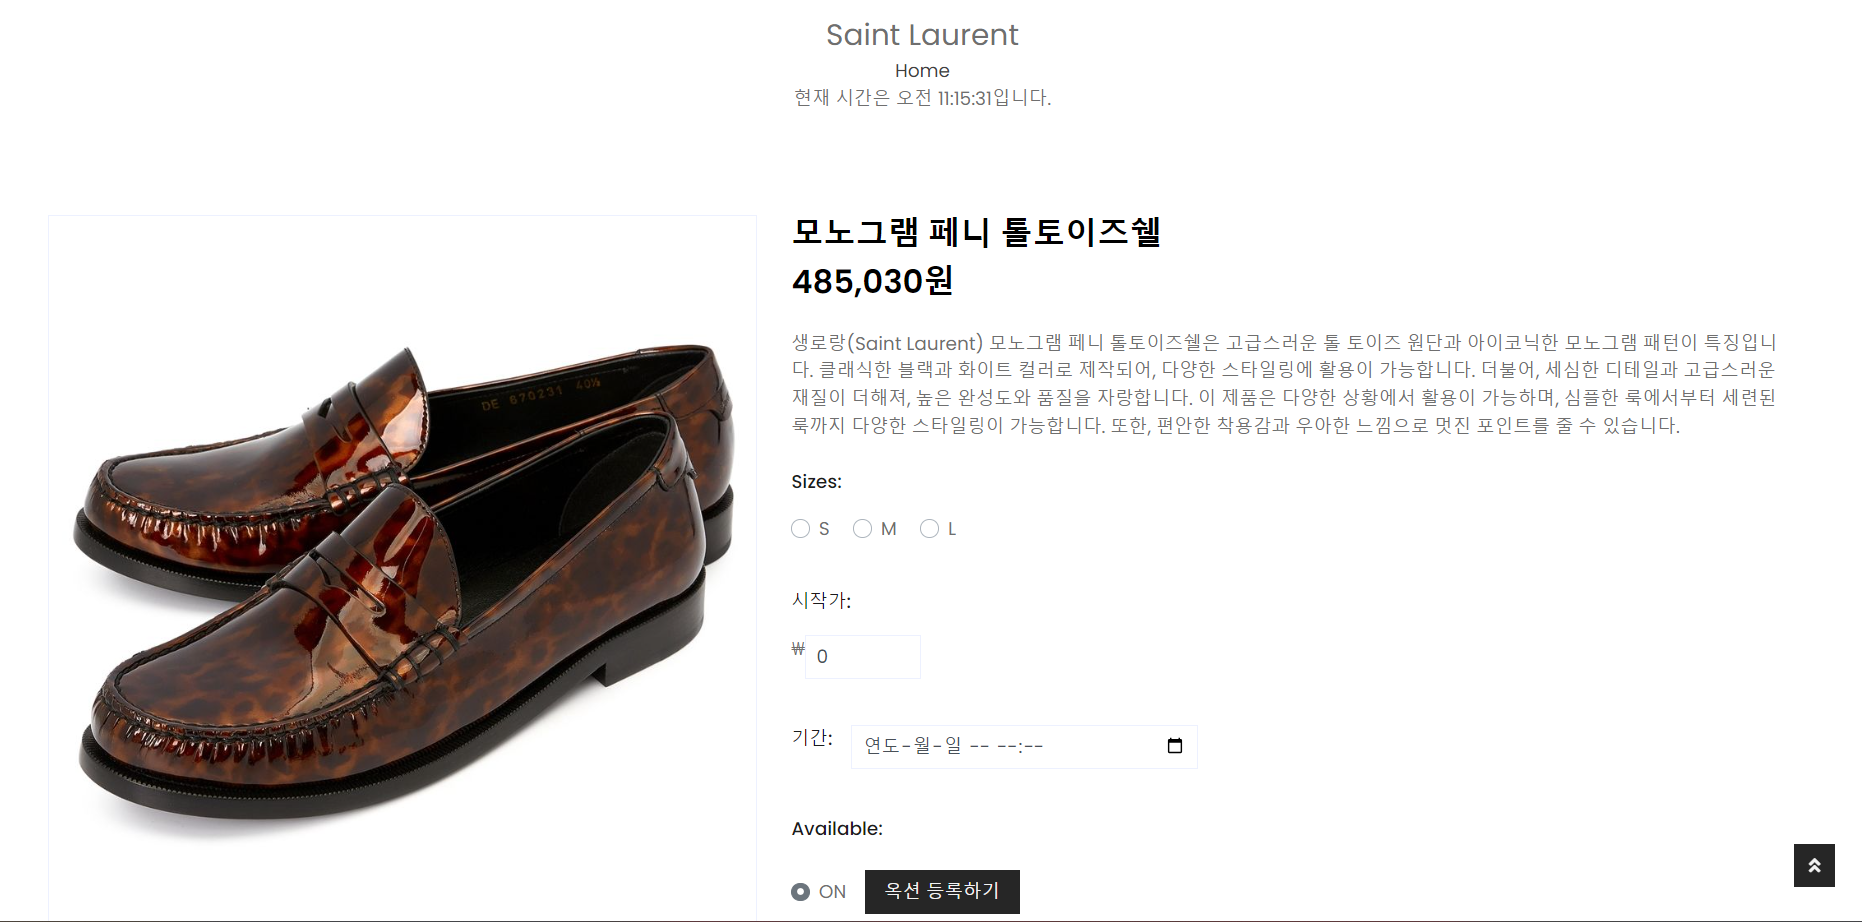 Saint Laurent
Home
현재 시간은 오전 11:15:31입니다.
모노그램 페니 톨토이즈쉘
485,030원
생로랑(Saint Laurent) 모노그램 페니 톨토이즈쉘은 고급스러운 톨 토이즈 원단과 아이코닉한 모노그램 패턴이 특징입니
다. 클래식한 블랙과 화이트 컬러로 제작되어, 다양한 스타일링에 활용이 가능합니다. 더불어, 세심한 디테일과 고급스러운
재질이 더해져, 높은 완성도와 품질을 자랑합니다. 이 제품은 다양한 상황에서 활용이 가능하며, 심플한 룩에서부터 세련된
룩까지 다양한 스타일링이 가능합니다. 또한, 편안한 착용감과 우아한 느낌으로 멋진 포인트를 줄 수 있습니다.
DE 670231 40½
Sizes:
S M L
시작가:
₩ 0
기간: 연도-월-일 -- --:--
Available:
ON 옥션 등록하기